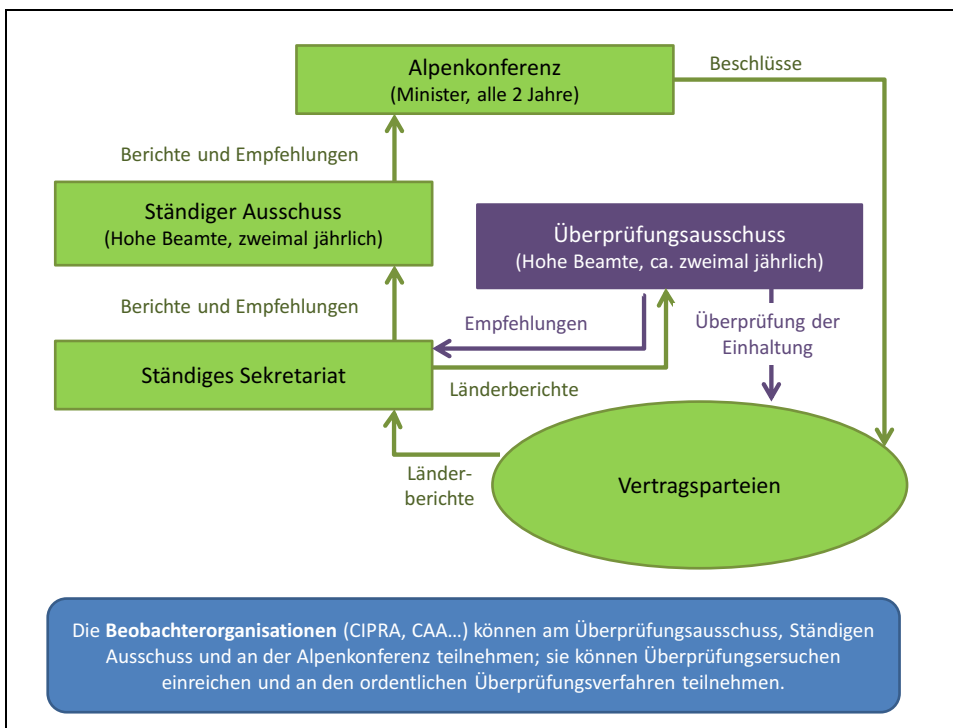 Alpenkonferenz
(Minister, alle 2 Jahre)
Beschlüsse
Berichte und Empfehlungen
Ständiger Ausschuss
(Hohe Beamte, zweimal jährlich)
Überprüfungsausschuss
(Hohe Beamte, ca. zweimal jährlich)
Berichte und Empfehlungen
Empfehlungen
Überprüfung der
Einhaltung
Ständiges Sekretariat
Länderberichte
Länder-
berichte
Vertragsparteien
Die Beobachterorganisationen (CIPRA, CAA…) können am Überprüfungsausschuss, Ständigen
Ausschuss und an der Alpenkonferenz teilnehmen; sie können Überprüfungsersuchen
einreichen und an den ordentlichen Überprüfungsverfahren teilnehmen.